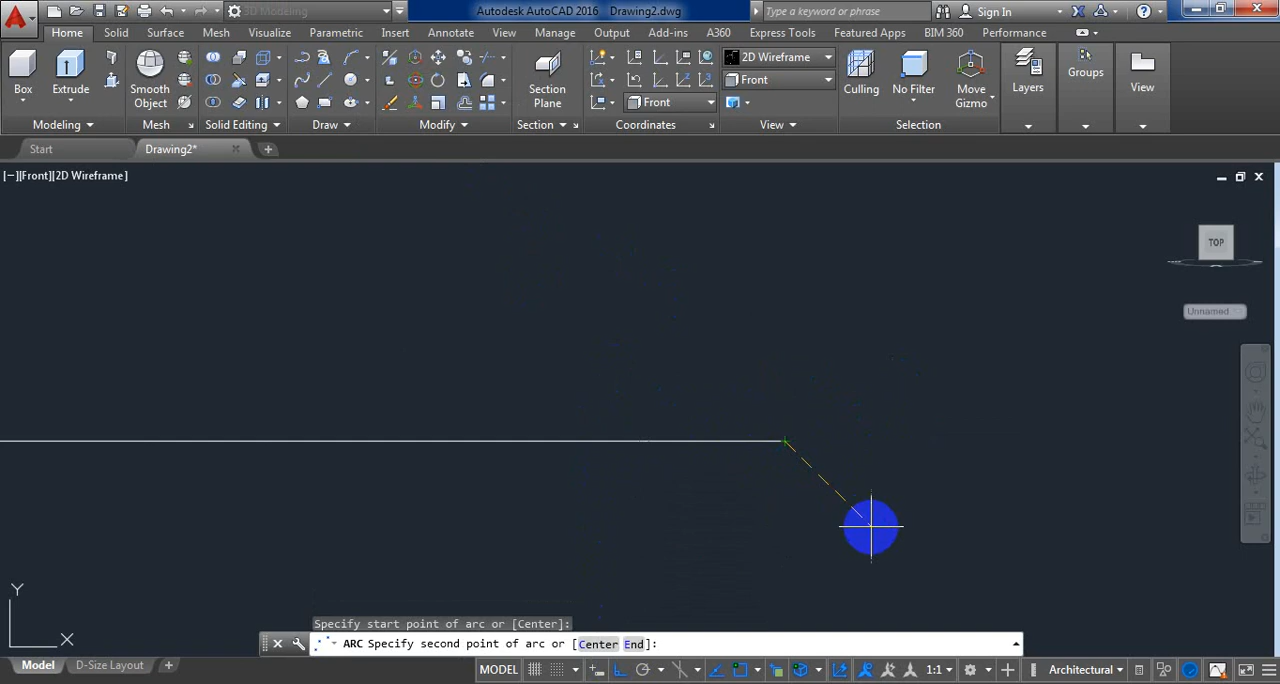 3D Modeling Autodesk AutoCAD 2016 Drawing2.dwg Type a keyword or phrase Sign In
Home Solid Surface Mesh Visualize Parametric Insert Annotate View Manage Output Add-ins A360 Express Tools Featured Apps BIM 360 Performance
2D Wireframe
Front
Front
Box Extrude Smooth Object Section Plane Culling No Filter Move Gizmo Layers Groups View
Modeling Mesh Solid Editing Draw Modify Section Coordinates View Selection
Start Drawing2*
[−][Front][2D Wireframe]
TOP
Unnamed
Y
X
Specify start point of arc or [Center]:
ARC Specify second point of arc or [Center End]:
Model D-Size Layout MODEL 1:1 Architectural